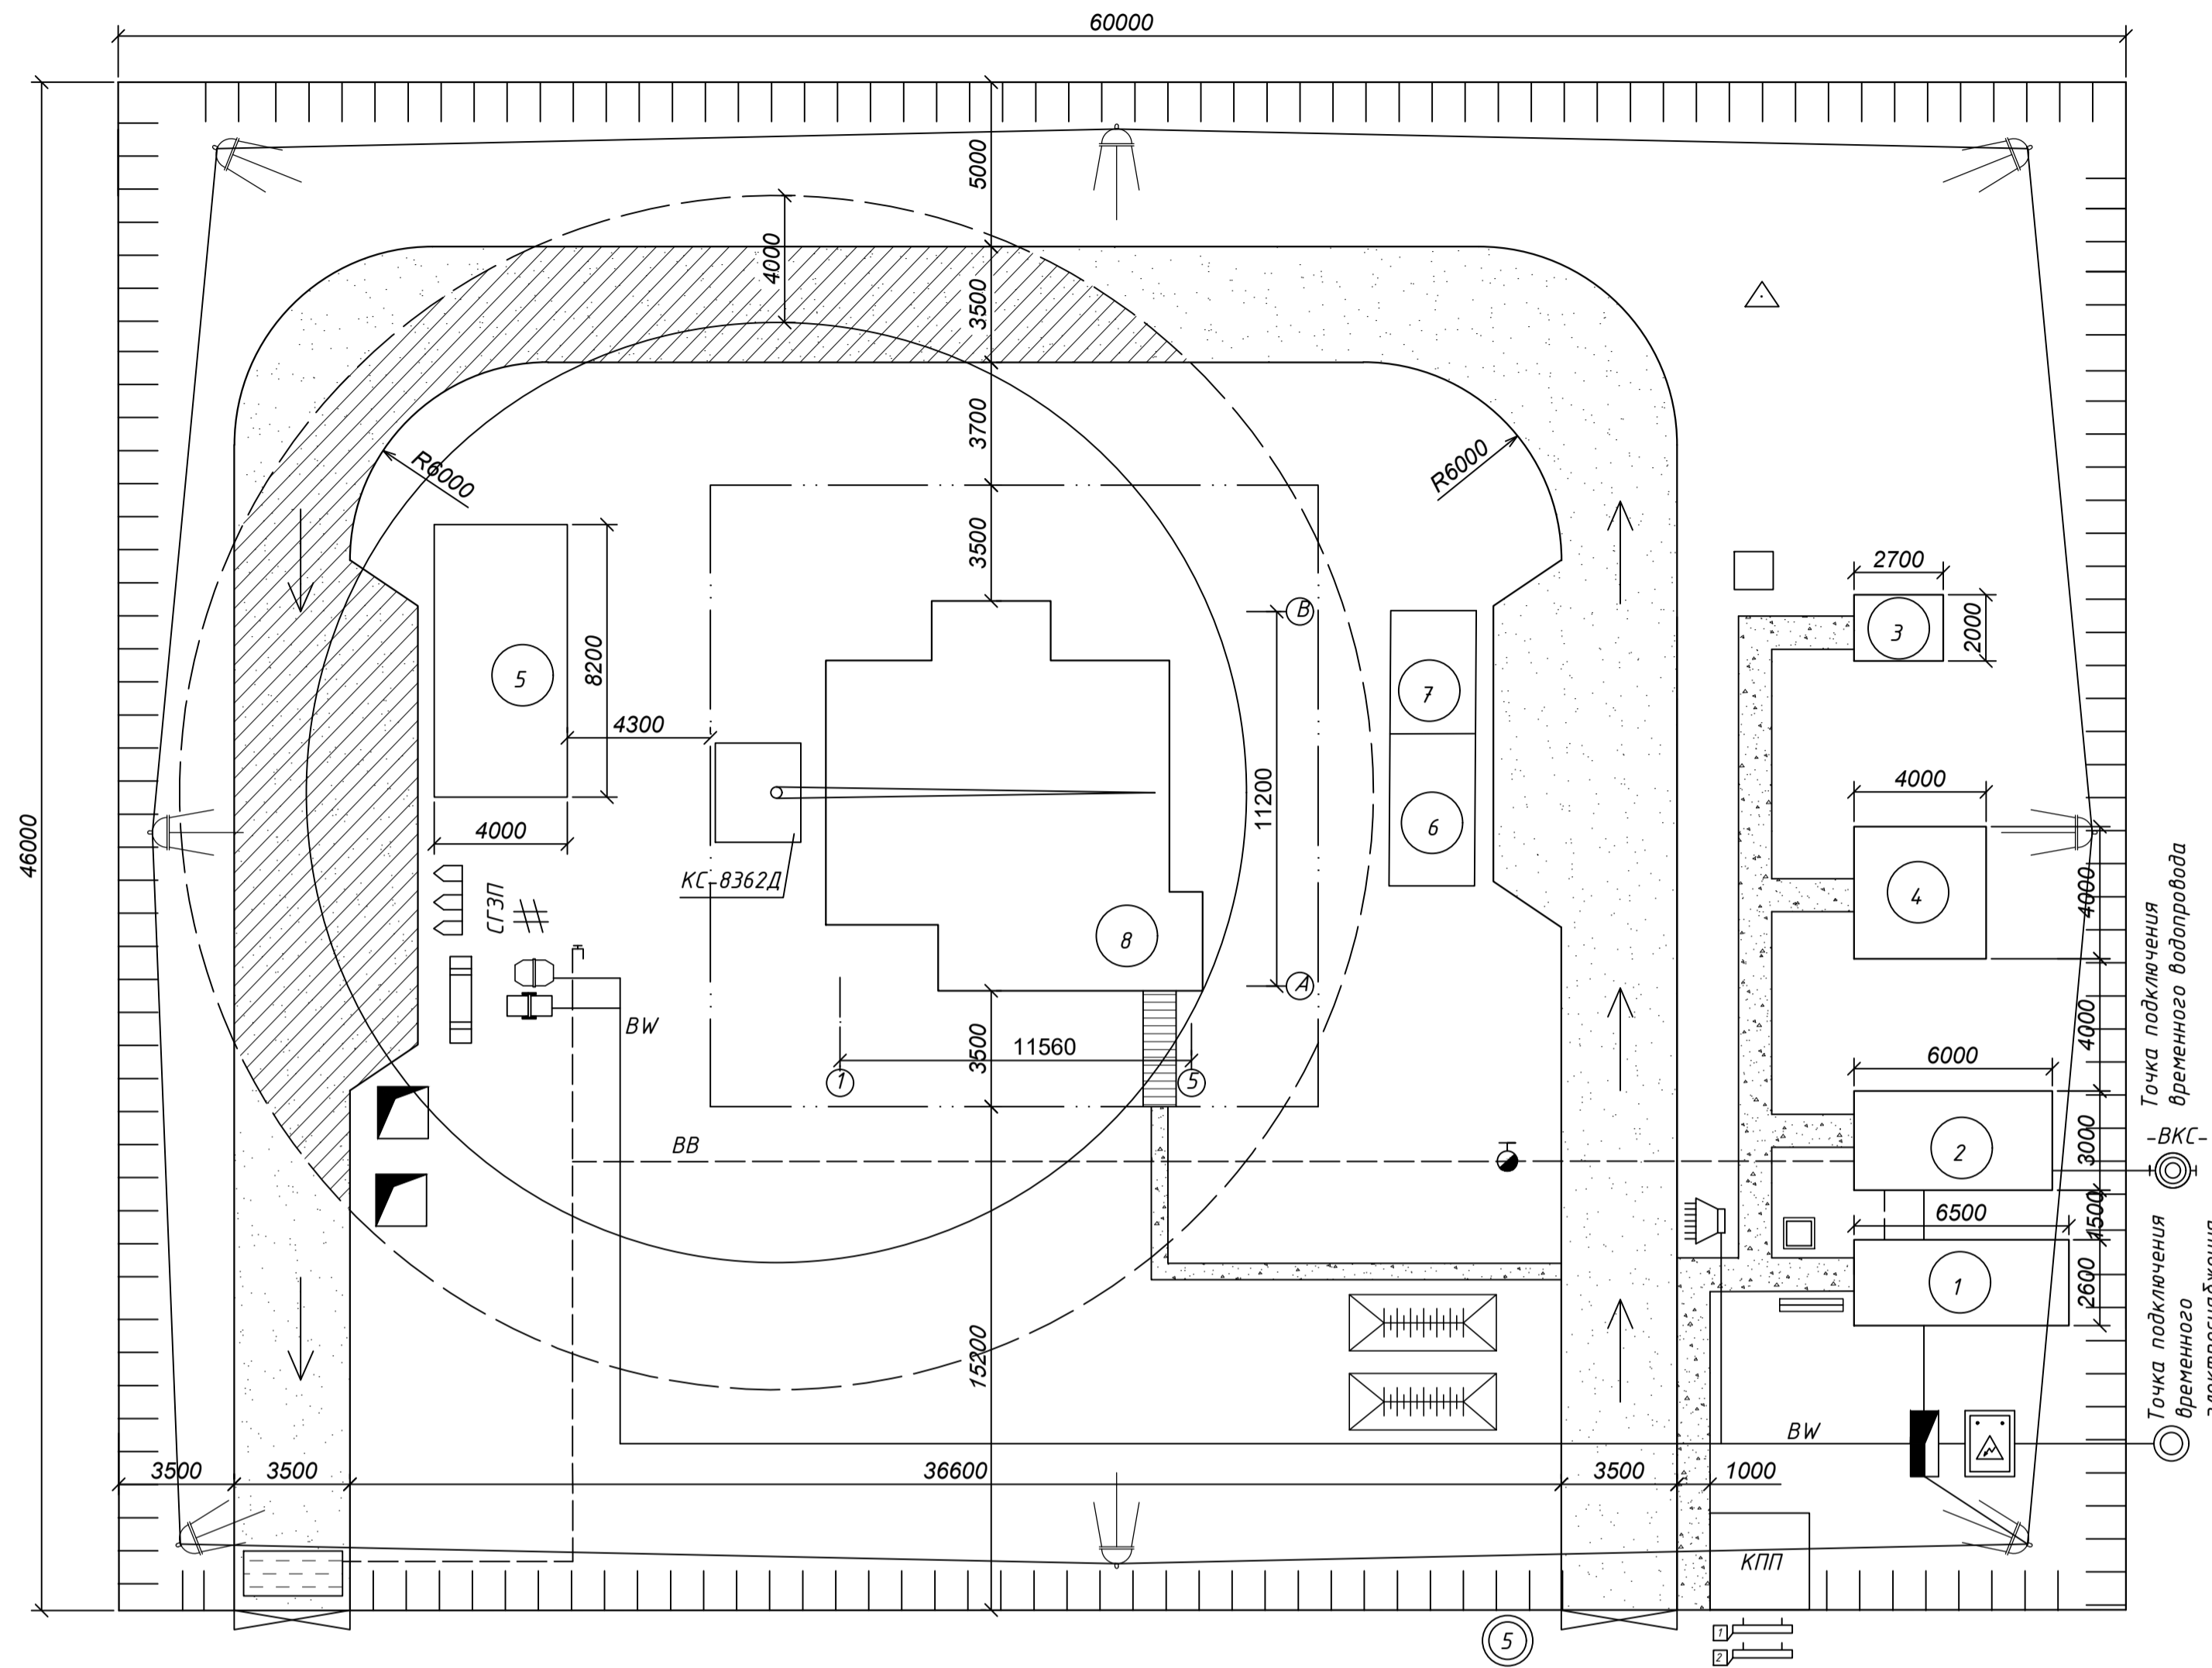 60000
5000
4000
3500
3700
R6000
R6000
3500
2700
3
2000
В
5
8200
7
4300
4000
46000
11200
6
4
4000
4000
КС-8362Д
СГЗП
8
А
Точка подключения
временного водопровода
4000
BW
3500
11560
1
5
6000
ВВ
2
3000
-ВКС-
6500
1500
1
2600
Точка подключения
временного
электроснабжения
15200
BW
3500
3500
36600
3500
1000
КПП
5
1
2